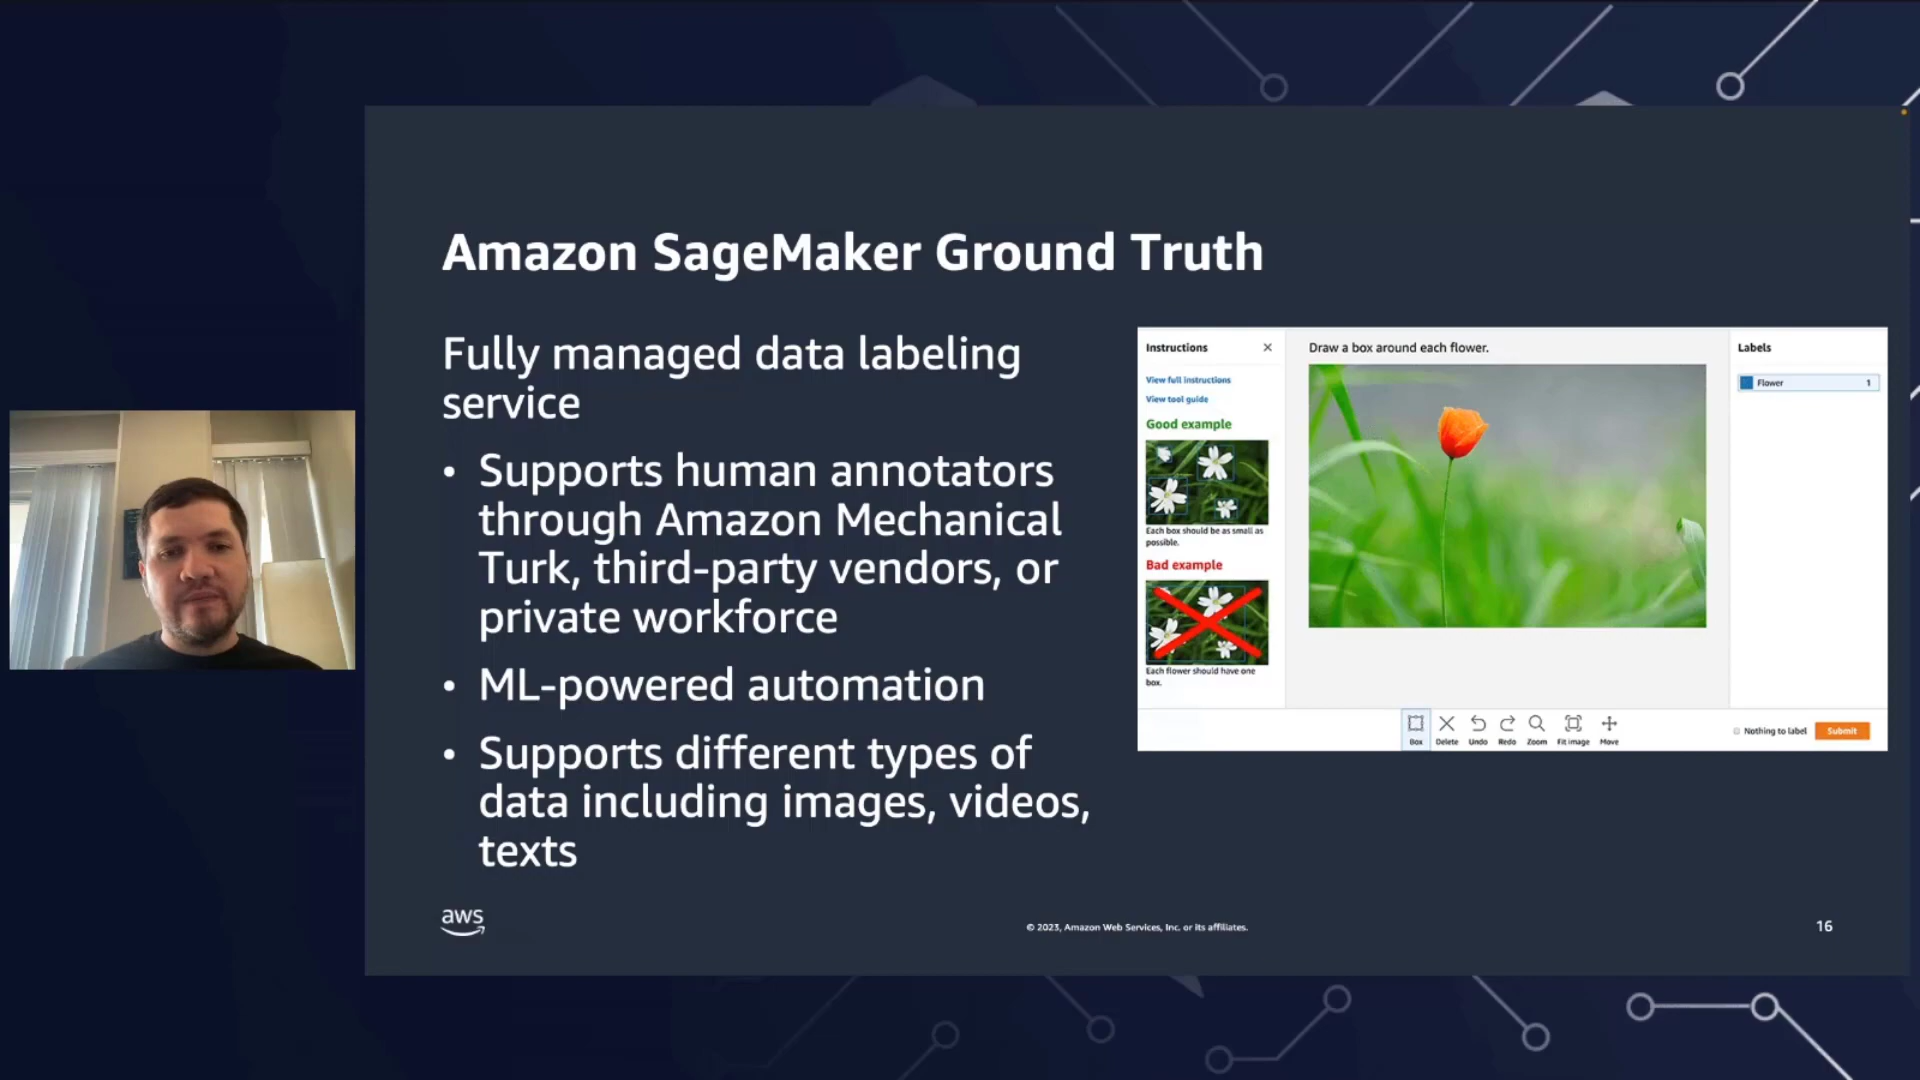 Amazon SageMaker Ground Truth
Fully managed data labeling
service
• Supports human annotators
through Amazon Mechanical
Turk, third-party vendors, or
private workforce
• ML-powered automation
• Supports different types of
data including images, videos,
texts
Instructions
View full instructions
View tool guide
Good example
Each box should be as small as
possible.
Bad example
Each flower should have one
box.
Draw a box around each flower.
Labels
Flower 1
Box Delete Undo Redo Zoom Fit image Move
Nothing to label Submit
aws
© 2023, Amazon Web Services, Inc. or its affiliates.
16